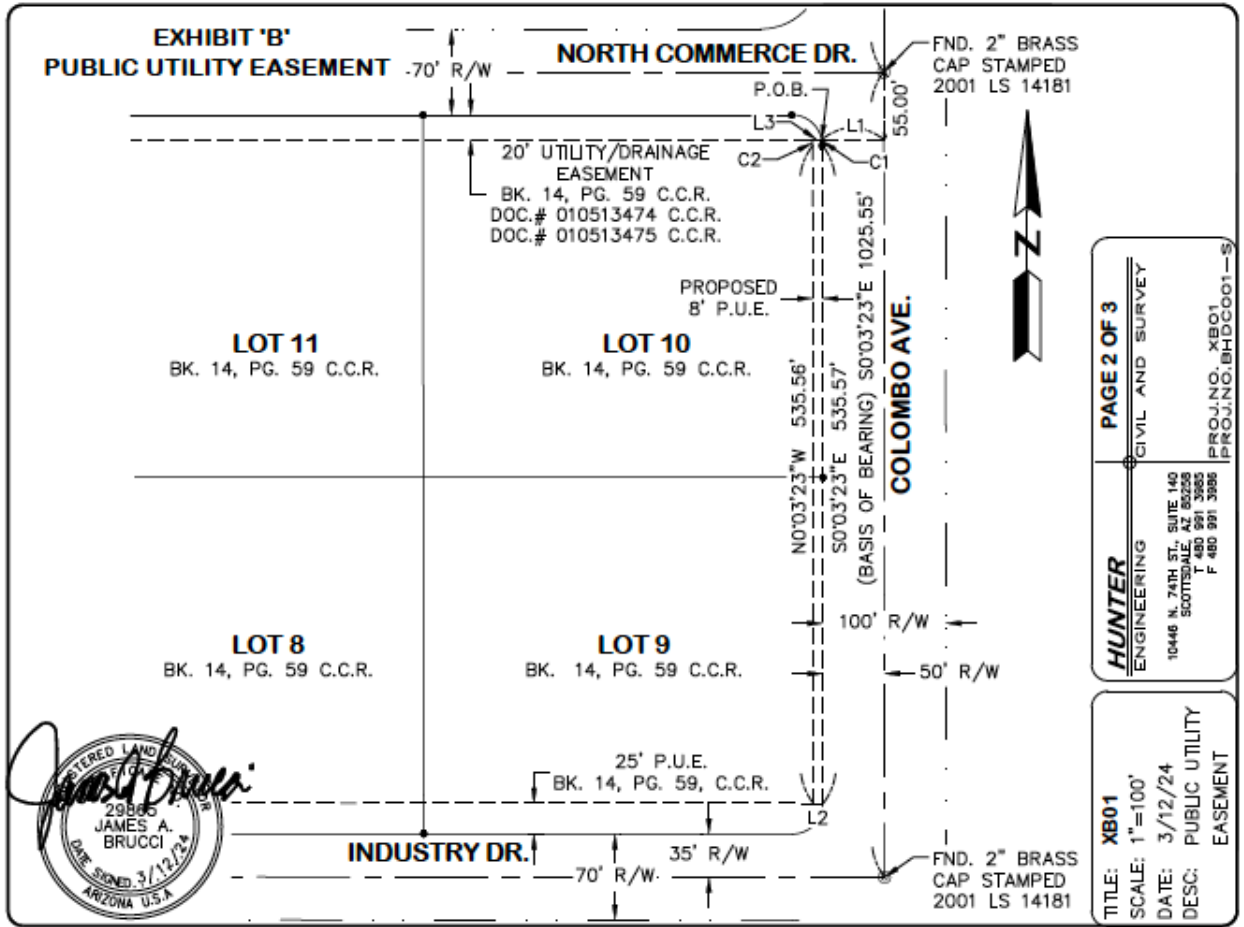 EXHIBIT 'B'
PUBLIC UTILITY EASEMENT
70' R/W
NORTH COMMERCE DR.
FND. 2" BRASS
CAP STAMPED
2001 LS 14181
P.O.B.
L3
L1
55.00'
C2
C1
20' UTILITY/DRAINAGE
EASEMENT
BK. 14, PG. 59 C.C.R.
DOC.# 010513474 C.C.R.
DOC.# 010513475 C.C.R.
N
PROPOSED
8' P.U.E.
LOT 11
BK. 14, PG. 59 C.C.R.
LOT 10
BK. 14, PG. 59 C.C.R.
N0°03'23"W 535.56'
S0°03'23"E 535.57'
(BASIS OF BEARING) S0°03'23"E 1025.55'
COLOMBO AVE.
100' R/W
50' R/W
LOT 8
BK. 14, PG. 59 C.C.R.
LOT 9
BK. 14, PG. 59 C.C.R.
25' P.U.E.
BK. 14, PG. 59, C.C.R.
L2
INDUSTRY DR.
35' R/W
70' R/W
FND. 2" BRASS
CAP STAMPED
2001 LS 14181
29865
JAMES A.
BRUCCI
DATE SIGNED 3/12/24
ARIZONA U.S.A
HUNTER
ENGINEERING
PAGE 2 OF 3
CIVIL AND SURVEY
10446 N. 74TH ST., SUITE 140
SCOTTSDALE, AZ 85258
T 480 991 3985
F 480 991 3986
PROJ.NO. XB01
PROJ.NO.BHDC001-S
TITLE: XB01
SCALE: 1"=100'
DATE: 3/12/24
DESC: PUBLIC UTILITY
EASEMENT